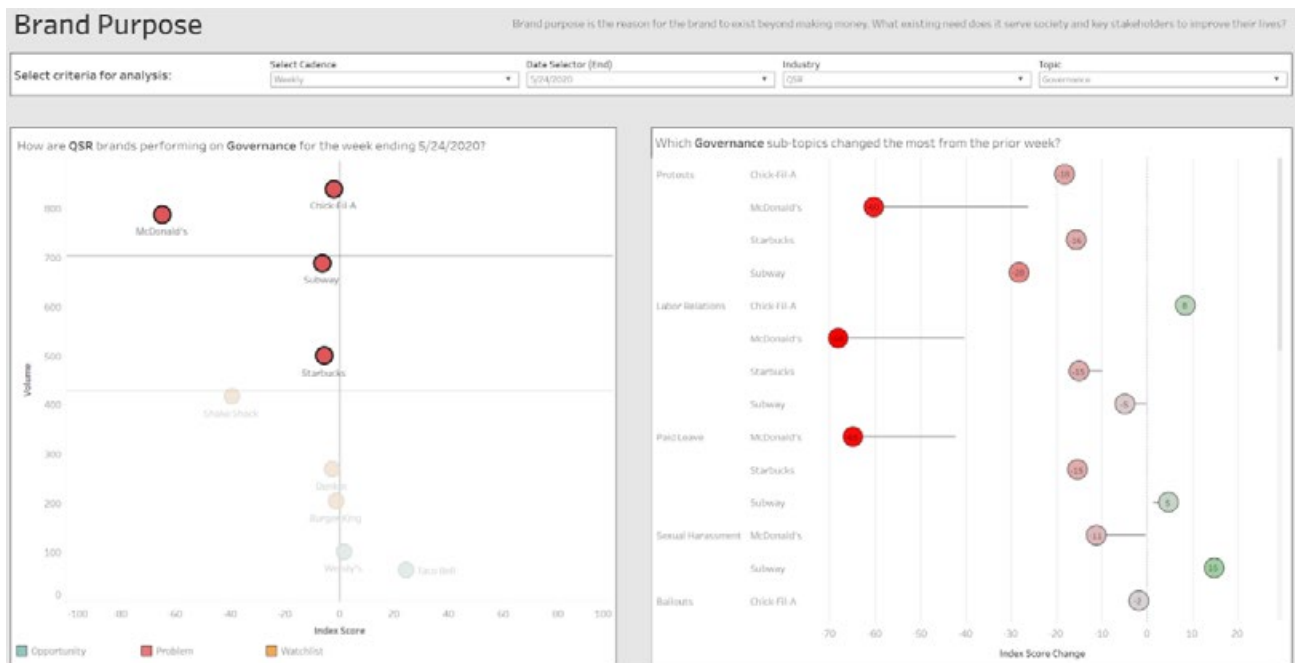 Brand Purpose
Brand purpose is the reason for the brand to exist beyond making money. What existing need does it serve society and key stakeholders to improve their lives?
Select criteria for analysis:
Select Cadence
Weekly
Date Selector (End)
5/24/2020
Industry
QSR
Topic
Governance
How are QSR brands performing on Governance for the week ending 5/24/2020?
Volume
800
700
600
500
400
300
200
100
0
Chick-Fil-A
McDonald's
Subway
Starbucks
Shake Shack
Dunkin
Burger King
Wendy's
Taco Bell
-100
-80
-60
-40
-20
0
20
40
60
80
100
Index Score
Opportunity
Problem
Watchlist
Which Governance sub-topics changed the most from the prior week?
Protests
Chick-Fil-A
-18
McDonald's
-60
Starbucks
-16
Subway
-28
Labor Relations
Chick-Fil-A
8
McDonald's
Starbucks
-15
Subway
-5
Paid Leave
McDonald's
Starbucks
-15
Subway
5
Sexual Harassment
McDonald's
-11
Subway
15
Bailouts
Chick-Fil-A
-2
-70
-60
-50
-40
-30
-20
-10
0
10
20
Index Score Change